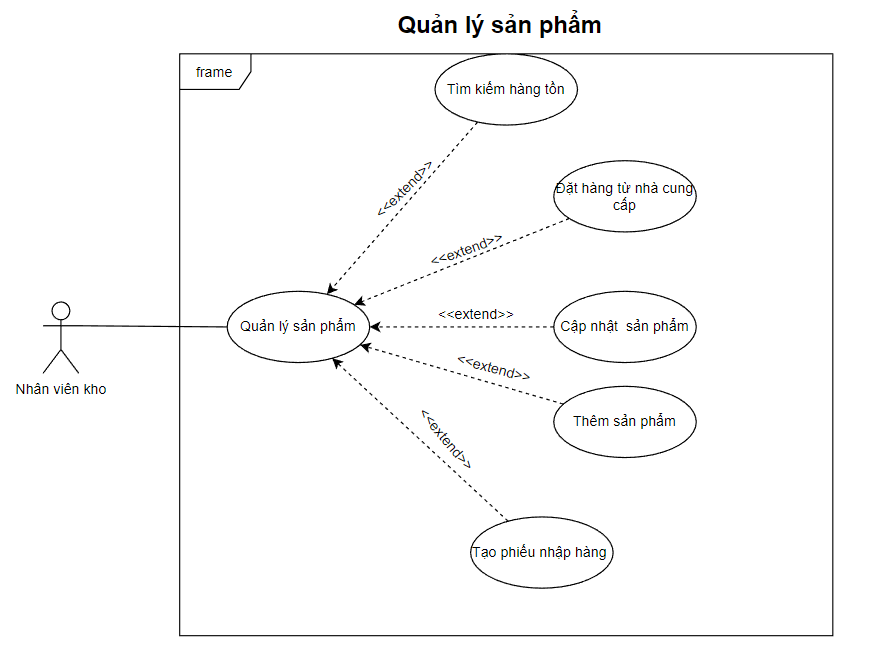 Quản lý sản phẩm
frame
Tìm kiếm hàng tồn
<<extend>>
Đặt hàng từ nhà cung
cấp
<<extend>>
<<extend>>
Quản lý sản phẩm
Cập nhật  sản phẩm
<<extend>>
Nhân viên kho
Thêm sản phẩm
<<extend>>
Tạo phiếu nhập hàng